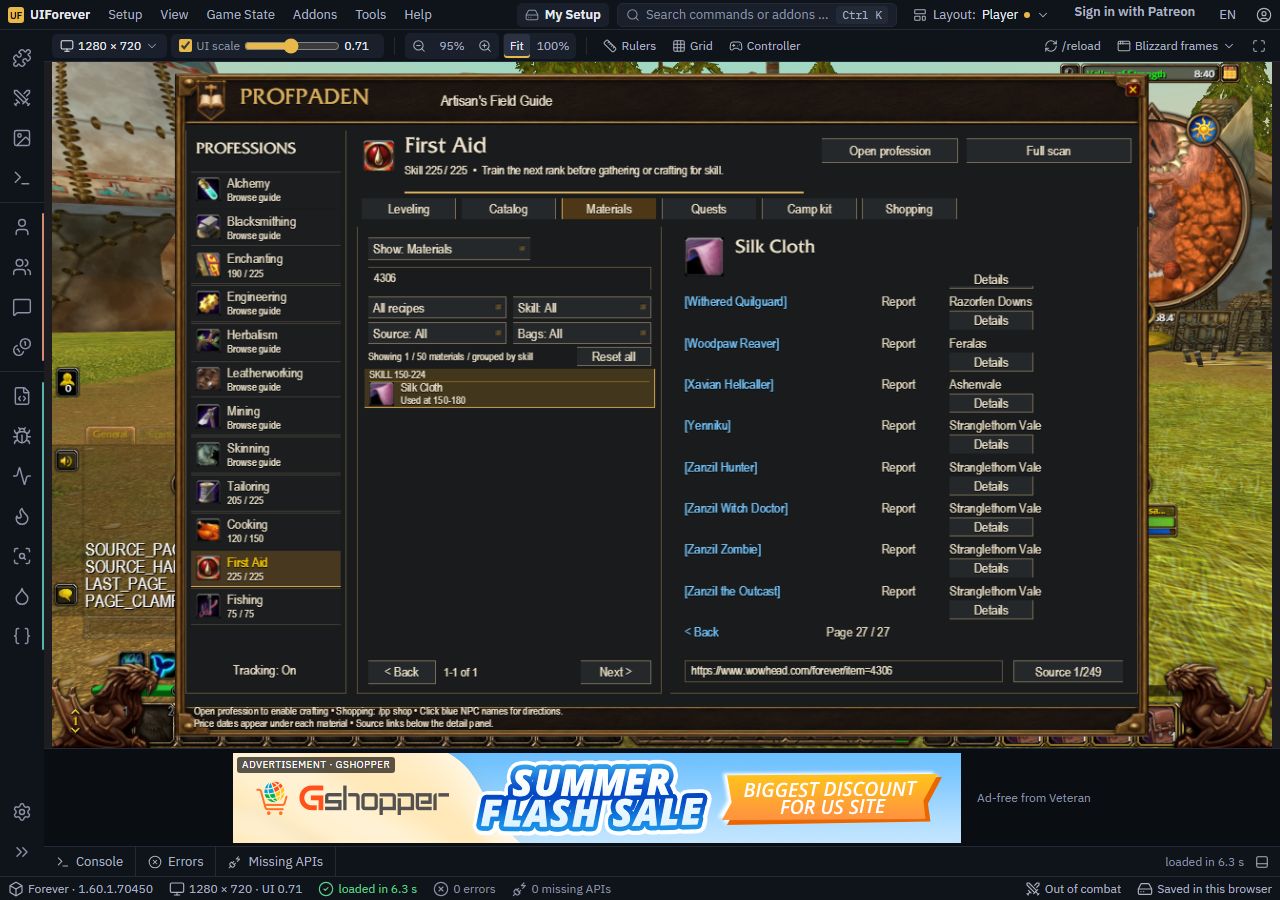 UF UIForever Setup View Game State Addons Tools Help My Setup Search commands or addons ... Ctrl K Layout: Player Sign in with Patreon EN
1280 × 720 UI scale 0.71 95% Fit 100% Rulers Grid Controller /reload Blizzard frames
PROFPADEN
Artisan's Field Guide
8:40
PROFESSIONS
Alchemy
Browse guide
Blacksmithing
Browse guide
Enchanting
190 / 225
Engineering
Browse guide
Herbalism
Browse guide
Leatherworking
Browse guide
Mining
Browse guide
Skinning
Browse guide
Tailoring
205 / 225
Cooking
120 / 150
First Aid
225 / 225
Fishing
75 / 75
Tracking: On
First Aid
Skill 225 / 225 • Train the next rank before gathering or crafting for skill.
Open profession
Full scan
Leveling Catalog Materials Quests Camp kit Shopping
Show: Materials
4306
All recipes Skill: All
Source: All Bags: All
Showing 1 / 50 materials / grouped by skill Reset all
SKILL 150-224
Silk Cloth
Used at 150-180
< Back 1-1 of 1 Next >
Silk Cloth
Details
[Withered Quilguard] Report Razorfen Downs
Details
[Woodpaw Reaver] Report Feralas
Details
[Xavian Hellcaller] Report Ashenvale
Details
[Yenniku] Report Stranglethorn Vale
Details
[Zanzil Hunter] Report Stranglethorn Vale
Details
[Zanzil Witch Doctor] Report Stranglethorn Vale
Details
[Zanzil Zombie] Report Stranglethorn Vale
Details
[Zanzil the Outcast] Report Stranglethorn Vale
Details
< Back Page 27 / 27
https://www.wowhead.com/forever/item=4306 Source 1/249
Open profession to enable crafting • Shopping: /pp shop • Click blue NPC names for directions.
Price dates appear under each material • Source links below the detail panel.
0
General
SOURCE_PAG
SOURCE_HA
LAST_PAGE_
PAGE_CLAMP
1
ADVERTISEMENT · GSHOPPER
Gshopper
SUMMER
FLASH SALE
BIGGEST DISCOUNT
FOR US SITE
Ad-free from Veteran
Console Errors Missing APIs loaded in 6.3 s
Forever · 1.60.1.70450 1280 × 720 · UI 0.71 loaded in 6.3 s 0 errors 0 missing APIs Out of combat Saved in this browser